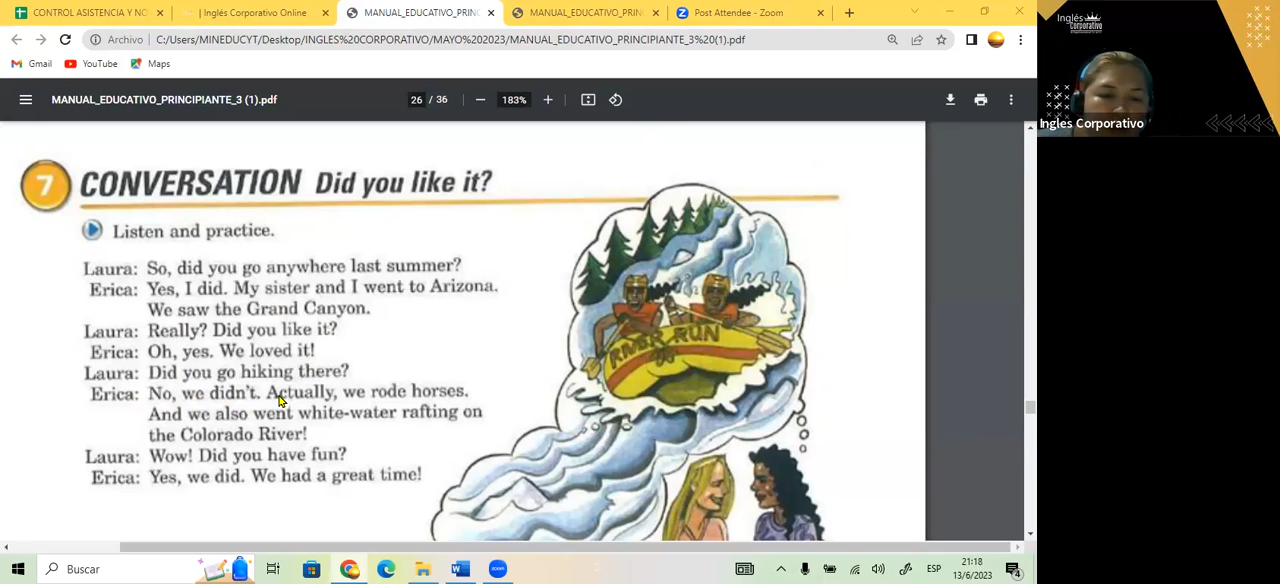 CONTROL ASISTENCIA Y NO
| Inglés Corporativo Online
MANUAL_EDUCATIVO_PRINC
MANUAL_EDUCATIVO_PRIN
Post Attendee - Zoom
Archivo
C:/Users/MINEDUCYT/Desktop/INGLES%20CORPORATIVO/MAYO%202023/MANUAL_EDUCATIVO_PRINCIPIANTE_3%20(1).pdf
Gmail
YouTube
Maps
MANUAL_EDUCATIVO_PRINCIPIANTE_3 (1).pdf
26 / 36
183%
7 CONVERSATION Did you like it?
Listen and practice.
Laura: So, did you go anywhere last summer?
Erica: Yes, I did. My sister and I went to Arizona.
We saw the Grand Canyon.
Laura: Really? Did you like it?
Erica: Oh, yes. We loved it!
Laura: Did you go hiking there?
Erica: No, we didn't. Actually, we rode horses.
And we also went white-water rafting on
the Colorado River!
Laura: Wow! Did you have fun?
Erica: Yes, we did. We had a great time!
RIVER RUN
Inglés
Corporativo
Ingles Corporativo
Buscar
ESP
21:18
13/6/2023
4